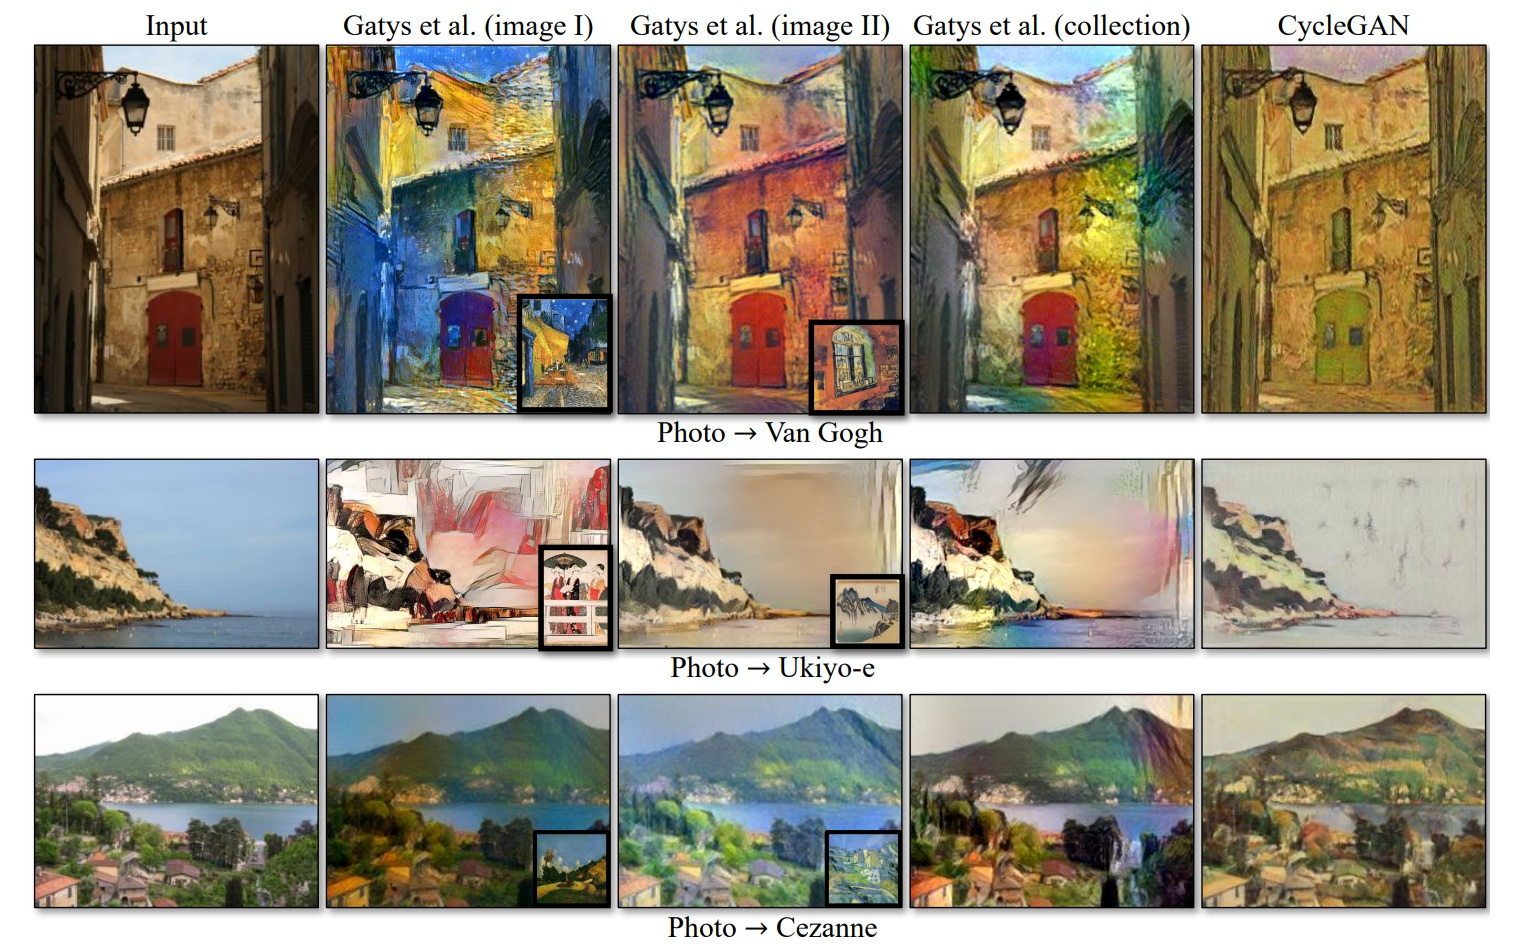 Input Gatys et al. (image I) Gatys et al. (image II) Gatys et al. (collection) CycleGAN
Photo → Van Gogh
Photo → Ukiyo-e
Photo → Cezanne